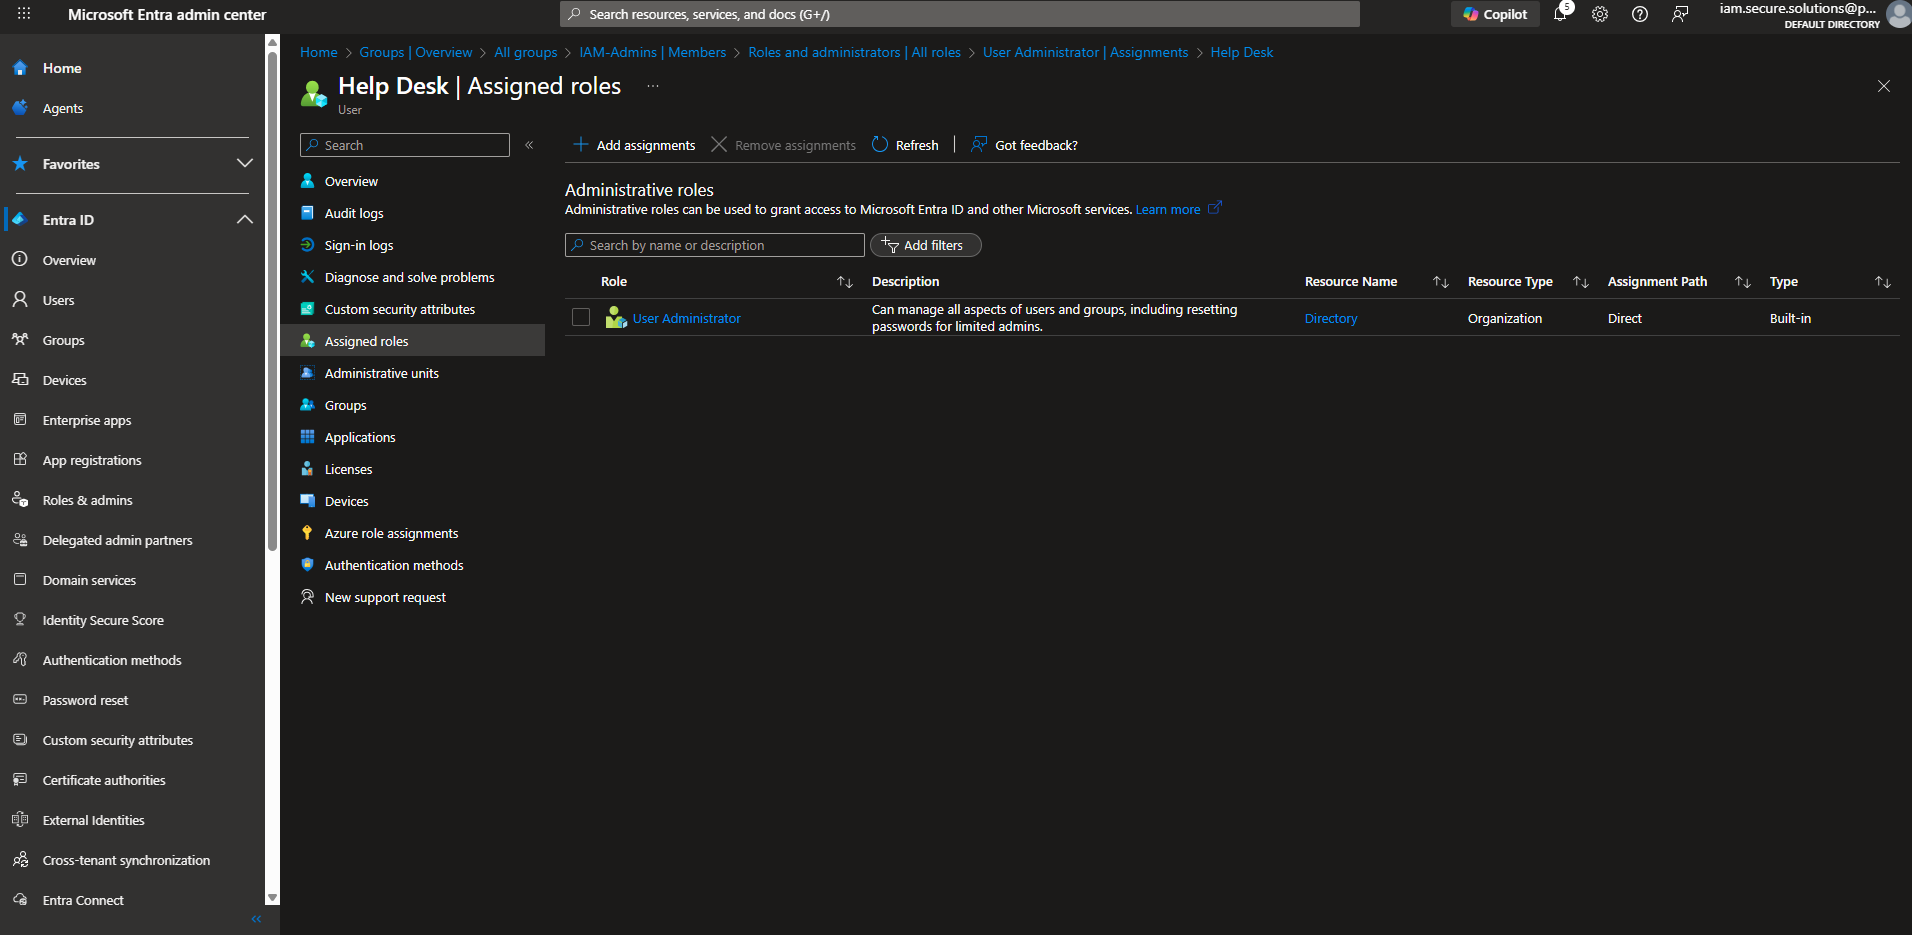 Microsoft Entra admin center
Search resources, services, and docs (G+/)
Copilot
5
iam.secure.solutions@p...
DEFAULT DIRECTORY
Home
Agents
Favorites
Entra ID
Overview
Users
Groups
Devices
Enterprise apps
App registrations
Roles & admins
Delegated admin partners
Domain services
Identity Secure Score
Authentication methods
Password reset
Custom security attributes
Certificate authorities
External Identities
Cross-tenant synchronization
Entra Connect
Home > Groups | Overview > All groups > IAM-Admins | Members > Roles and administrators | All roles > User Administrator | Assignments > Help Desk
Help Desk | Assigned roles ...
User
Search
Overview
Audit logs
Sign-in logs
Diagnose and solve problems
Custom security attributes
Assigned roles
Administrative units
Groups
Applications
Licenses
Devices
Azure role assignments
Authentication methods
New support request
Add assignments Remove assignments Refresh | Got feedback?
Administrative roles
Administrative roles can be used to grant access to Microsoft Entra ID and other Microsoft services. Learn more
Search by name or description Add filters
Role Description Resource Name Resource Type Assignment Path Type
User Administrator Can manage all aspects of users and groups, including resetting passwords for limited admins. Directory Organization Direct Built-in